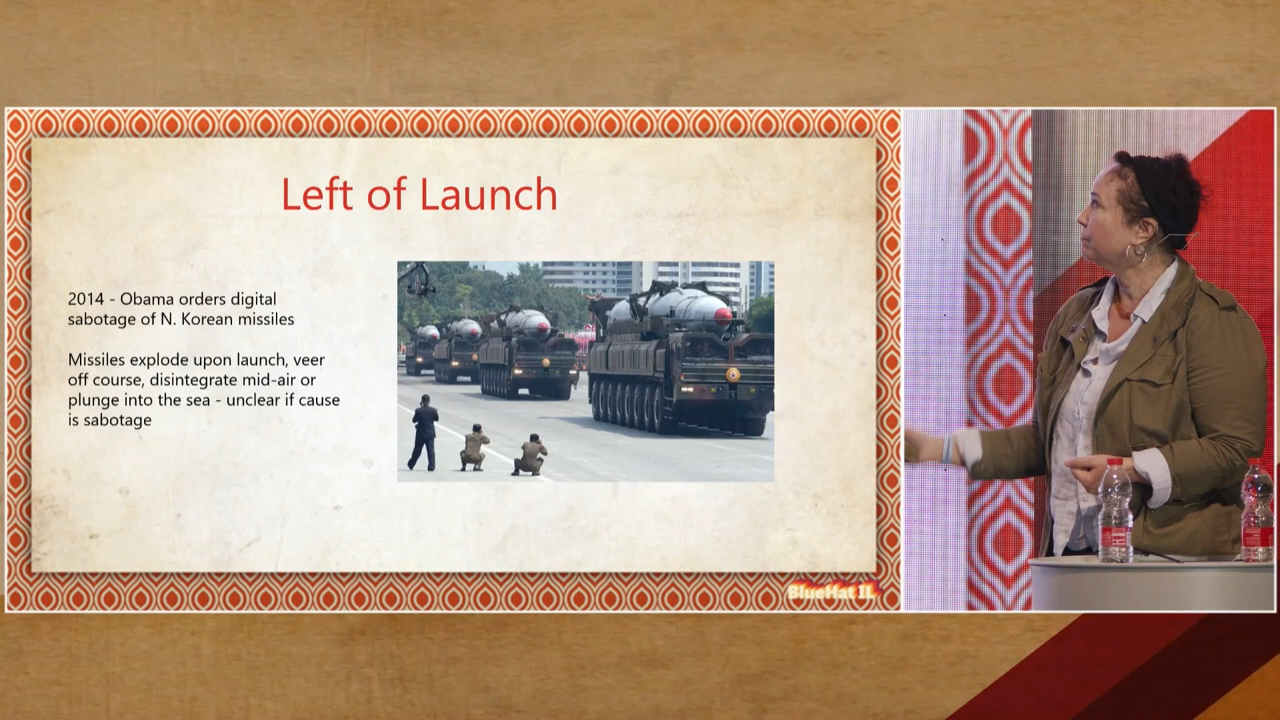 Left of Launch
2014 - Obama orders digital
sabotage of N. Korean missiles
Missiles explode upon launch, veer
off course, disintegrate mid-air or
plunge into the sea - unclear if cause
is sabotage
BlueHat IL